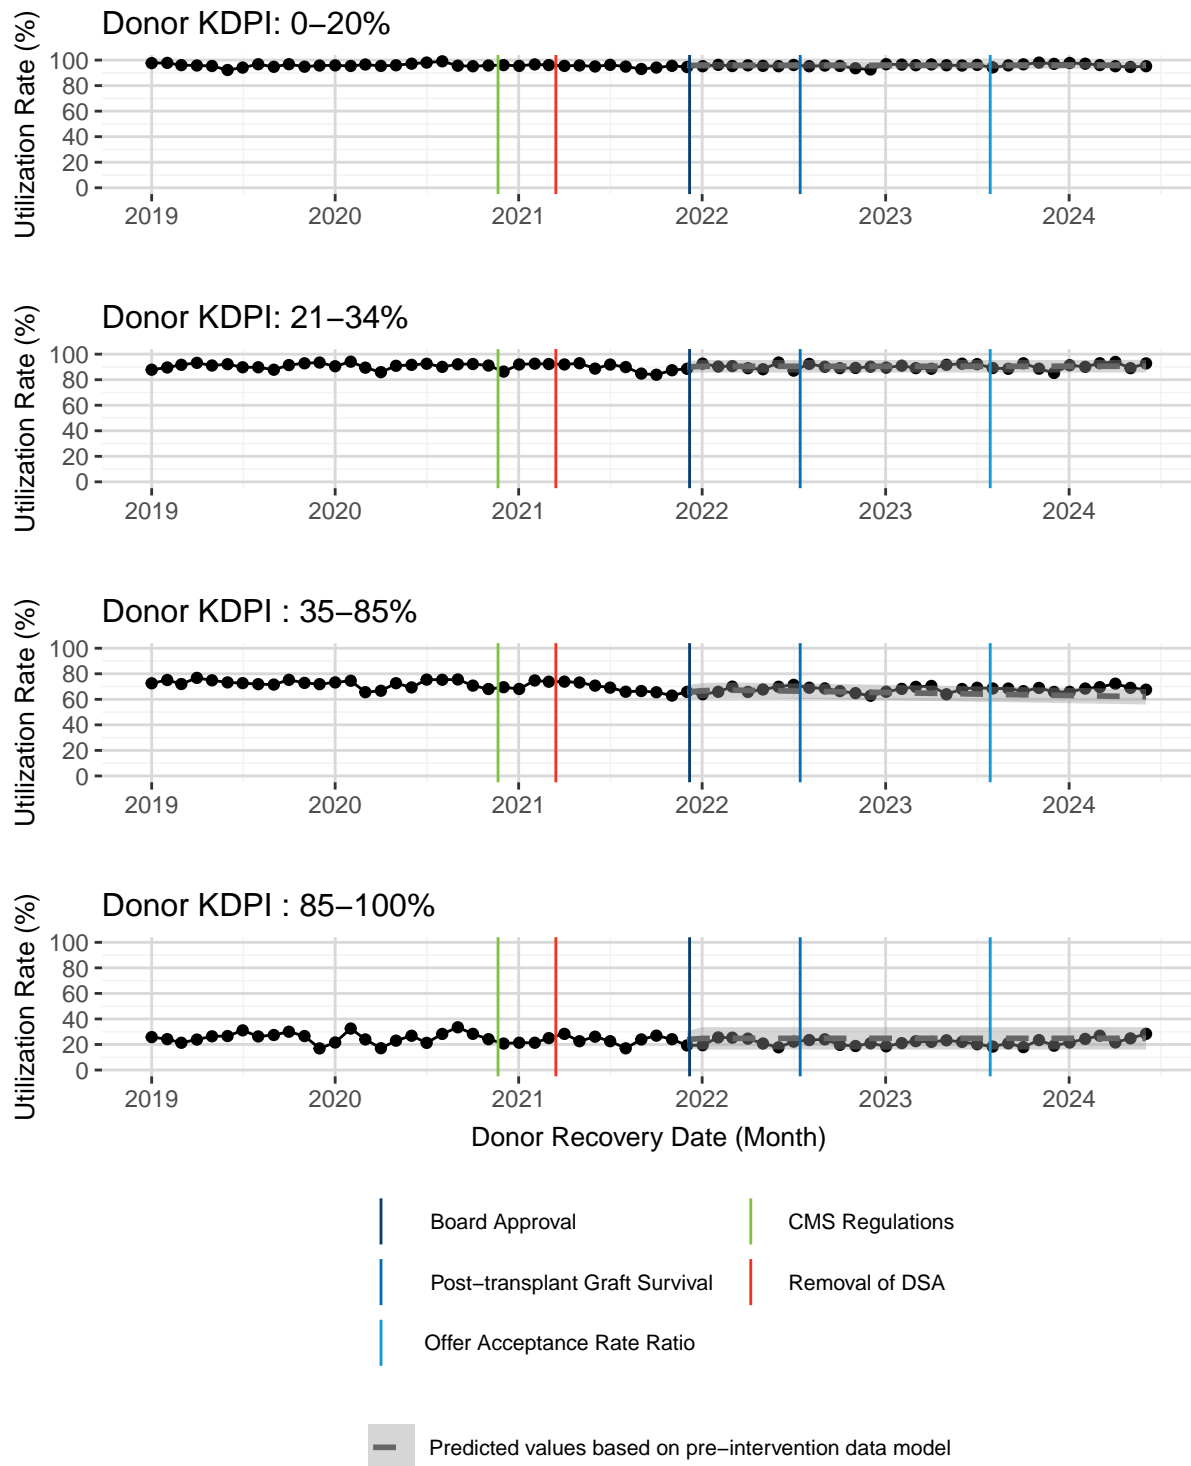 Donor KDPI: 0–20%
Utilization Rate (%)
100
80
60
40
20
0
2019 2020 2021 2022 2023 2024
Donor KDPI: 21–34%
Utilization Rate (%)
100
80
60
40
20
0
2019 2020 2021 2022 2023 2024
Donor KDPI : 35–85%
Utilization Rate (%)
100
80
60
40
20
0
2019 2020 2021 2022 2023 2024
Donor KDPI : 85–100%
Utilization Rate (%)
100
80
60
40
20
0
2019 2020 2021 2022 2023 2024
Donor Recovery Date (Month)
Board Approval CMS Regulations
Post–transplant Graft Survival Removal of DSA
Offer Acceptance Rate Ratio
Predicted values based on pre–intervention data model